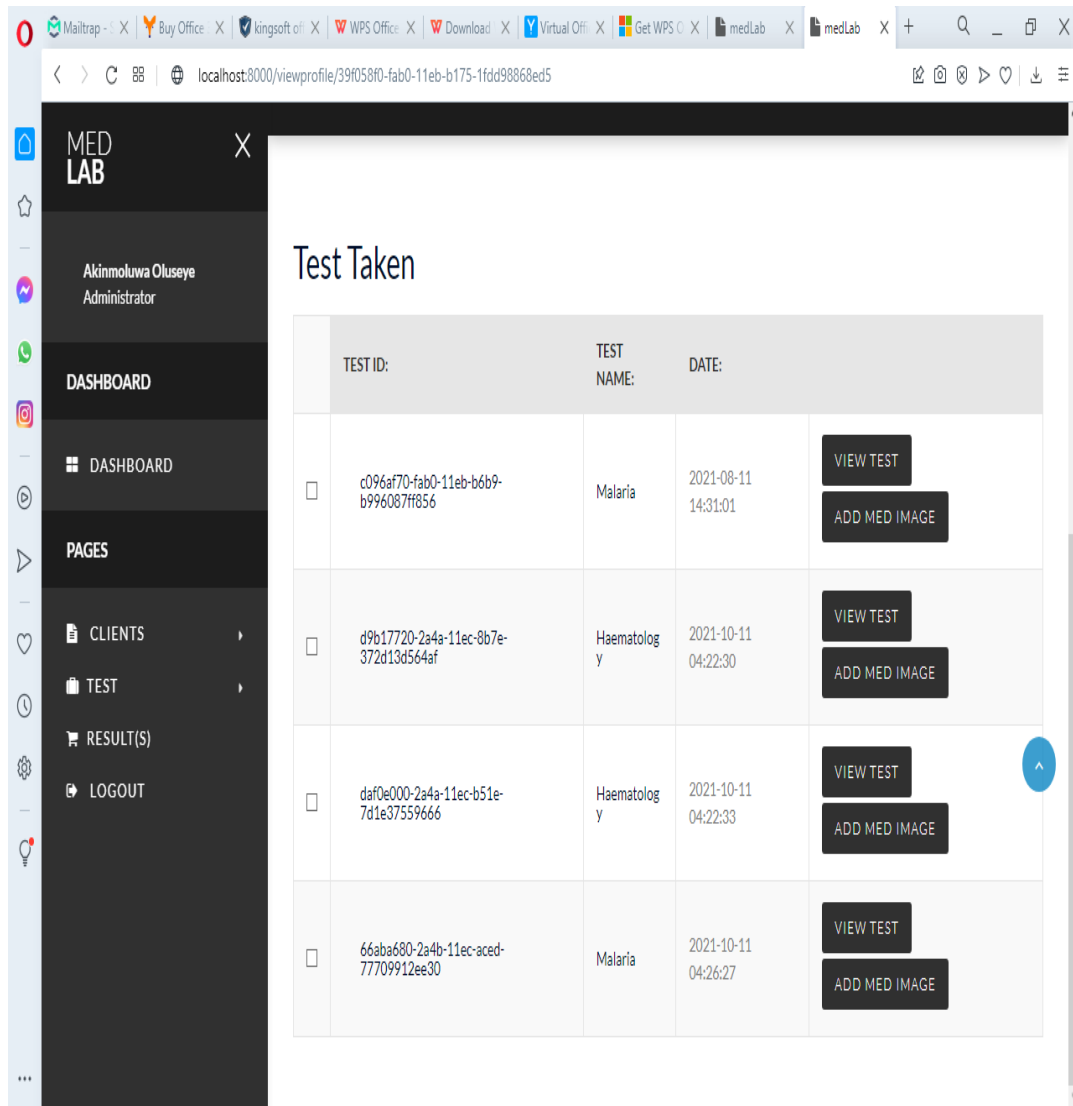 Mailtrap - S
Buy Office
kingsoft off
WPS Office
Download
Virtual Offi
Get WPS O
medLab
medLab
localhost:8000/viewprofile/39f058f0-fab0-11eb-b175-1fdd98868ed5
MED
LAB
Akinmoluwa Oluseye
Administrator
DASHBOARD
DASHBOARD
PAGES
CLIENTS
TEST
RESULT(S)
LOGOUT
Test Taken
TEST ID:
TEST
NAME:
DATE:
c096af70-fab0-11eb-b6b9-
b996087ff856
Malaria
2021-08-11
14:31:01
VIEW TEST
ADD MED IMAGE
d9b17720-2a4a-11ec-8b7e-
372d13d564af
Haematolog
y
2021-10-11
04:22:30
VIEW TEST
ADD MED IMAGE
daf0e000-2a4a-11ec-b51e-
7d1e37559666
Haematolog
y
2021-10-11
04:22:33
VIEW TEST
ADD MED IMAGE
66aba680-2a4b-11ec-aced-
77709912ee30
Malaria
2021-10-11
04:26:27
VIEW TEST
ADD MED IMAGE